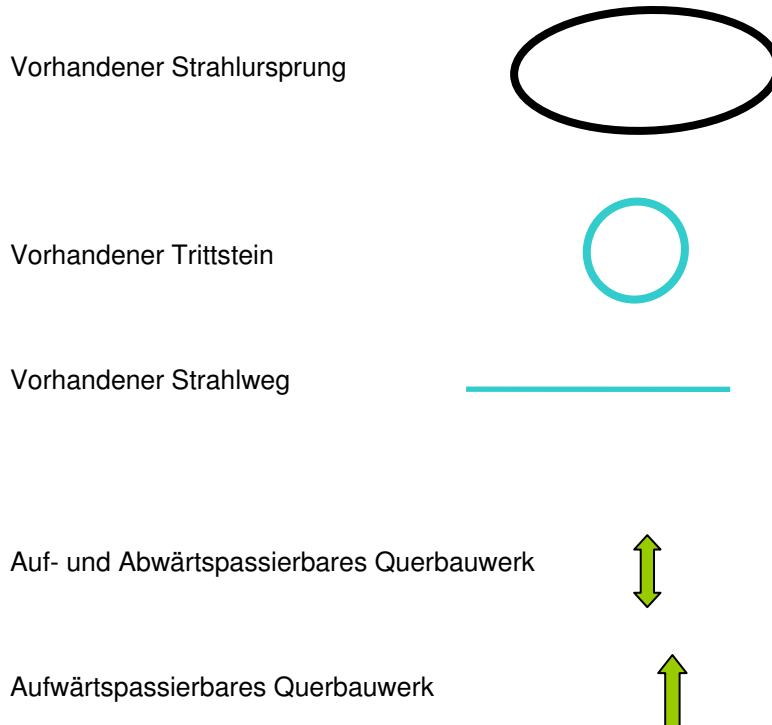 Vorhandener Strahlursprung
Vorhandener Trittstein
Vorhandener Strahlweg
Auf- und Abwärtspassierbares Querbauwerk
Aufwärtspassierbares Querbauwerk